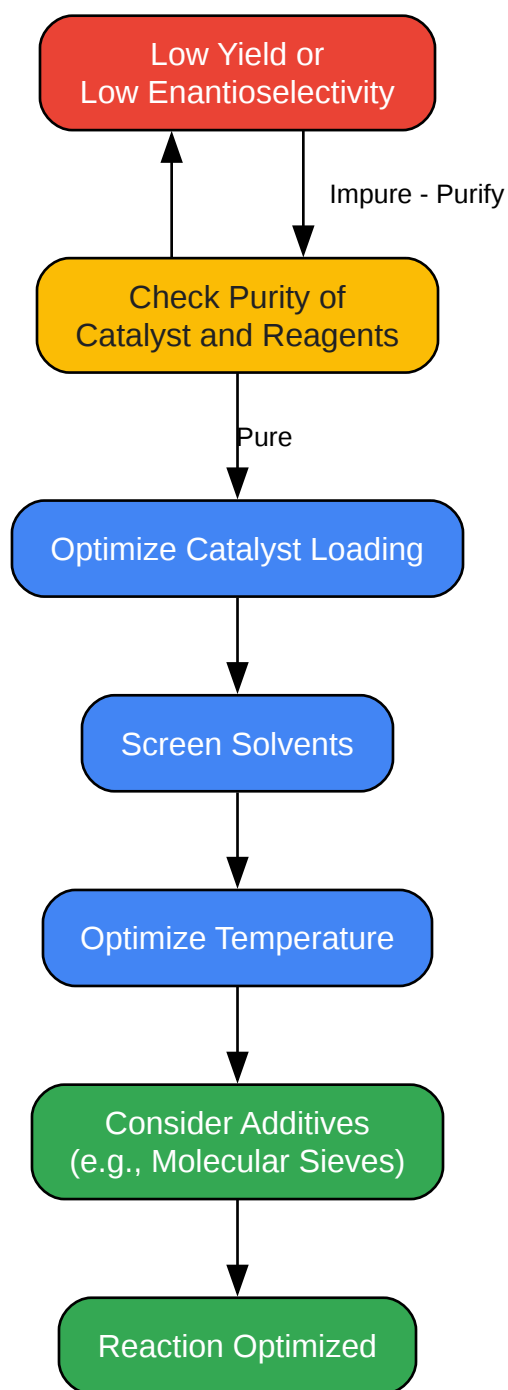 Low Yield or
Low Enantioselectivity
Impure - Purify
Check Purity of
Catalyst and Reagents
Pure
Optimize Catalyst Loading
Screen Solvents
Optimize Temperature
Consider Additives
(e.g., Molecular Sieves)
Reaction Optimized